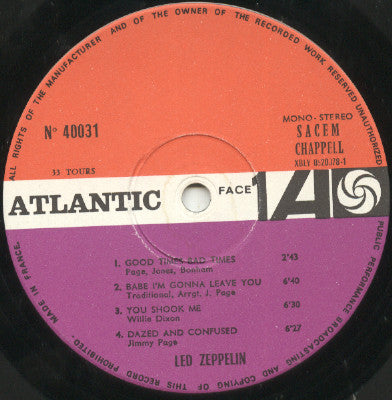 ALL RIGHTS OF THE MANUFACTURER AND OF THE OWNER OF THE RECORDED WORK RESERVED UNAUTHORIZED
PUBLIC PERFORMANCE BROADCASTING AND COPYING OF THIS RECORD PROHIBITED
MADE IN FRANCE.
N° 40031
MONO - STEREO
SACEM
CHAPPELL
33 TOURS
ATLANTIC
FACE 1
A
1. GOOD TIMES BAD TIMES 2'43
Page, Jones, Bonham
2. BABE I'M GONNA LEAVE YOU 6'40
Traditional, Arrgt. J. Page
3. YOU SHOOK ME 6'30
Willie Dixon
4. DAZED AND CONFUSED 6'27
Jimmy Page
LED ZEPPELIN